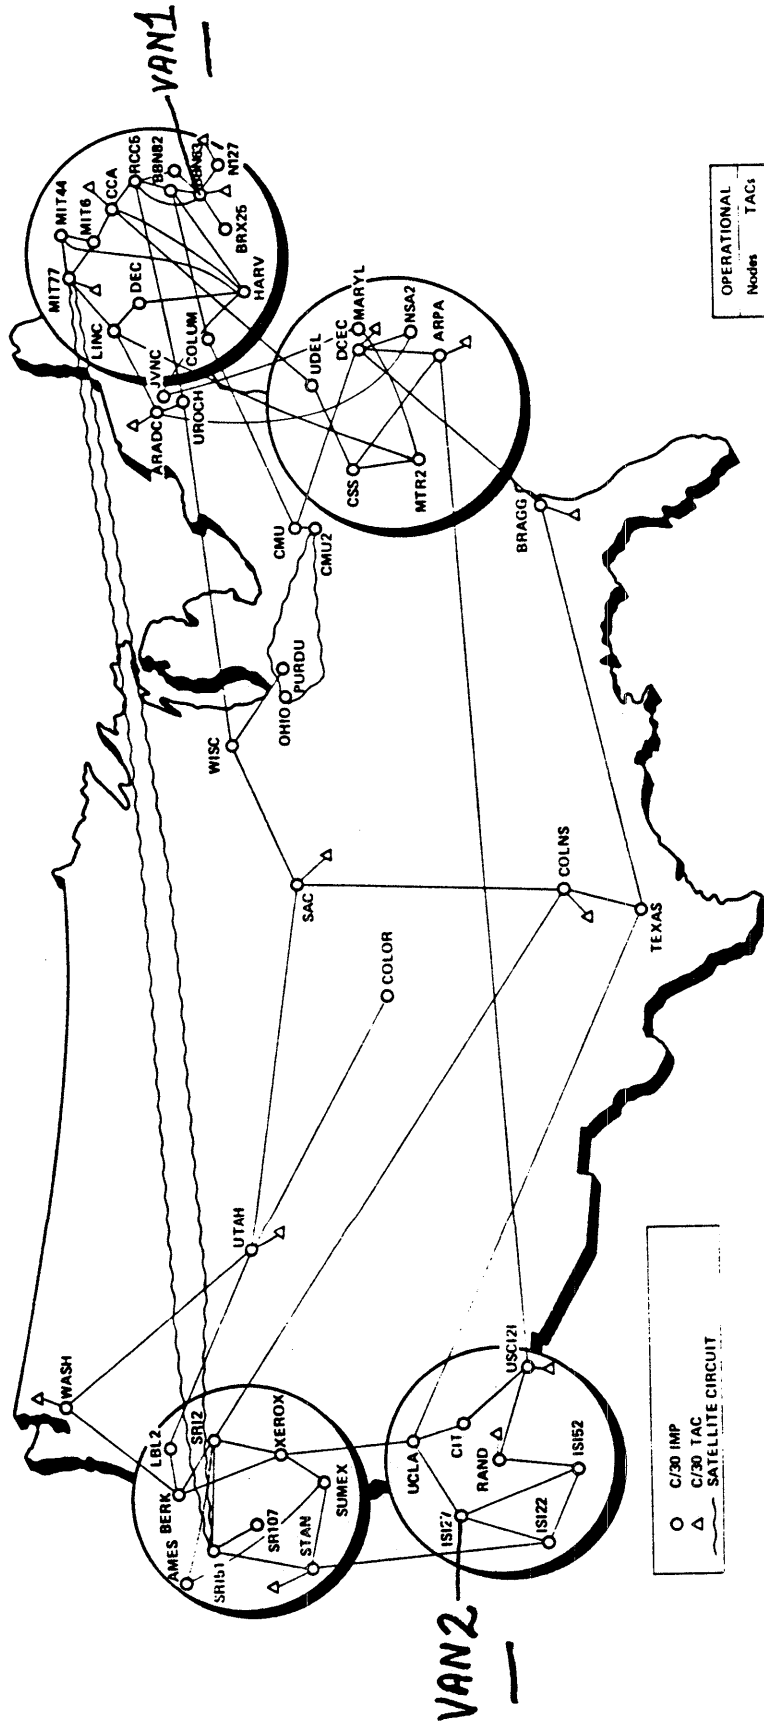 VAN1
MIT44
MIT6
MIT77
CCA
RCC5
BBN82
BBN63
N127
BRX25
HARV
DEC
LINC
COLUM
JVNC
ARADC
UROCH
UDEL
DCEC
MARYL
NSA2
ARPA
CSS
MTR2
BRAGG
CMU
CMU2
PURDU
OHIO
WISC
SAC
COLNS
TEXAS
COLOR
UTAH
WASH
LBL2
SRI2
BERK
XEROX
AMES
SUMEX
SRI07
SRI51
STAN
USCI21
CIT
UCLA
RAND
ISI52
ISI27
ISI22
VAN2
C/30 IMP
C/30 TAC
SATELLITE CIRCUIT
OPERATIONAL
Nodes TACs